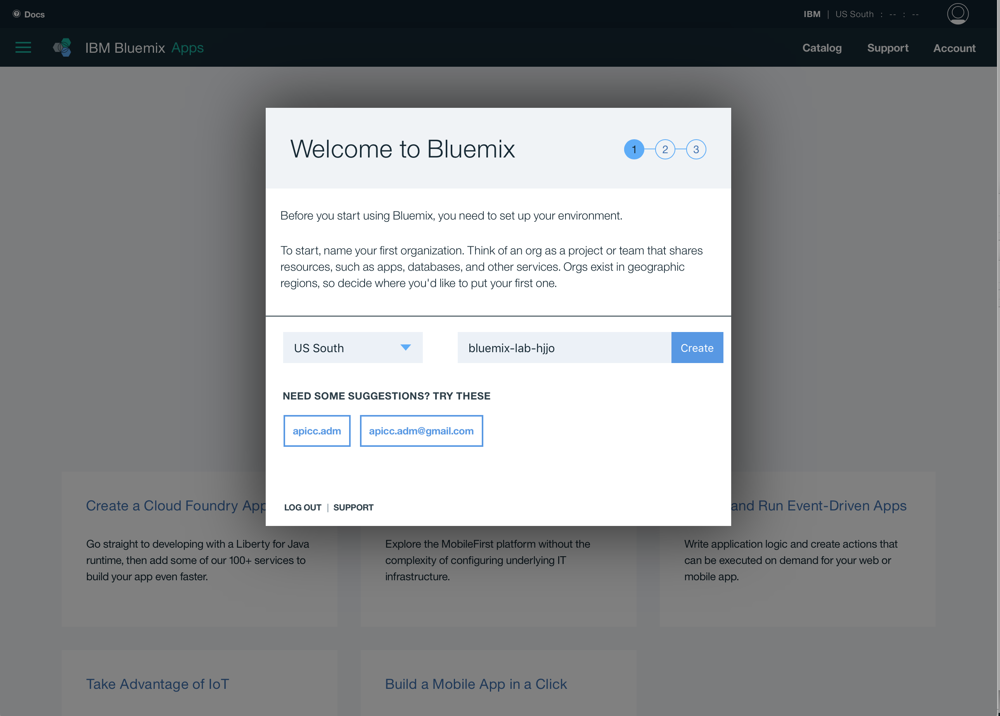 Docs
IBM | US South : -- : --
IBM Bluemix Apps
Catalog Support Account
Welcome to Bluemix
1 2 3
Before you start using Bluemix, you need to set up your environment.
To start, name your first organization. Think of an org as a project or team that shares
resources, such as apps, databases, and other services. Orgs exist in geographic
regions, so decide where you'd like to put your first one.
US South
bluemix-lab-hjjo
Create
NEED SOME SUGGESTIONS? TRY THESE
apicc.adm
apicc.adm@gmail.com
LOG OUT | SUPPORT
Create a Cloud Foundry App
Go straight to developing with a Liberty for Java
runtime, then add some of our 100+ services to
build your app even faster.
Explore the MobileFirst platform without the
complexity of configuring underlying IT
infrastructure.
and Run Event-Driven Apps
Write application logic and create actions that
can be executed on demand for your web or
mobile app.
Take Advantage of IoT
Build a Mobile App in a Click